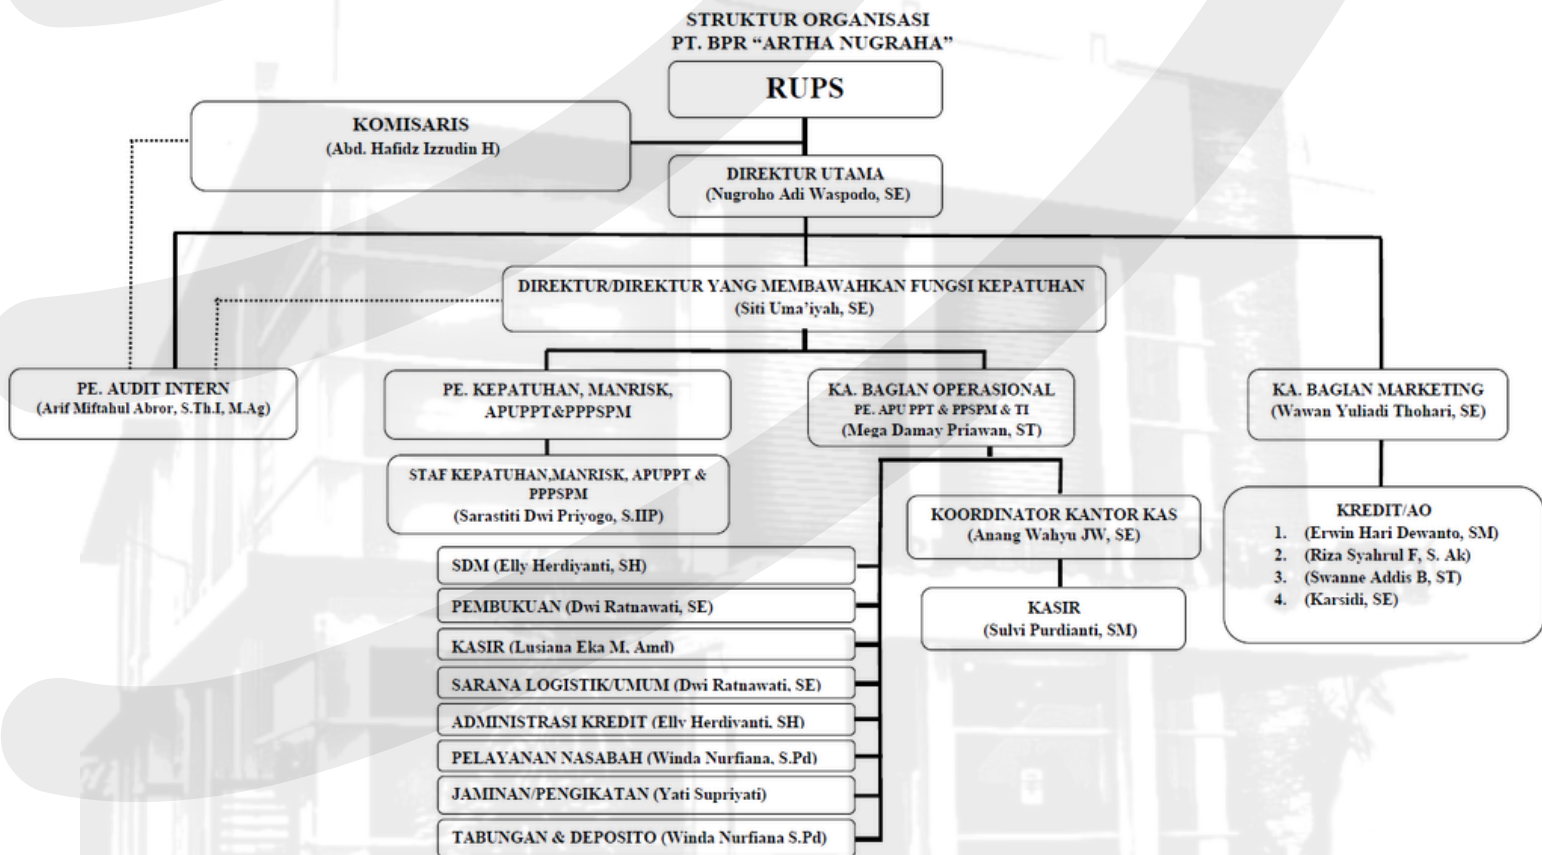 STRUKTUR ORGANISASI
PT. BPR “ARTHA NUGRAHA”
RUPS
KOMISARIS
(Abd. Hafidz Izzudin H)
DIREKTUR UTAMA
(Nugroho Adi Waspodo, SE)
DIREKTUR/DIREKTUR YANG MEMBAWAHKAN FUNGSI KEPATUHAN
(Siti Uma’iyah, SE)
PE. AUDIT INTERN
(Arif Miftahul Abror, S.Th.I, M.Ag)
PE. KEPATUHAN, MANRISK,
APUPPT&PPPSPM
KA. BAGIAN OPERASIONAL
PE. APU PPT & PPSPM & TI
(Mega Damay Priawan, ST)
KA. BAGIAN MARKETING
(Wawan Yuliadi Thohari, SE)
STAF KEPATUHAN,MANRISK, APUPPT &
PPPSPM
(Sarastiti Dwi Priyogo, S.IIP)
KOORDINATOR KANTOR KAS
(Anang Wahyu JW, SE)
KASIR
(Sulvi Purdianti, SM)
KREDIT/AO
1. (Erwin Hari Dewanto, SM)
2. (Riza Syahrul F, S. Ak)
3. (Swanne Addis B, ST)
4. (Karsidi, SE)
SDM (Elly Herdiyanti, SH)
PEMBUKUAN (Dwi Ratnawati, SE)
KASIR (Lusiana Eka M, Amd)
SARANA LOGISTIK/UMUM (Dwi Ratnawati, SE)
ADMINISTRASI KREDIT (Elly Herdiyanti, SH)
PELAYANAN NASABAH (Winda Nurfiana, S.Pd)
JAMINAN/PENGIKATAN (Yati Supriyati)
TABUNGAN & DEPOSITO (Winda Nurfiana S.Pd)